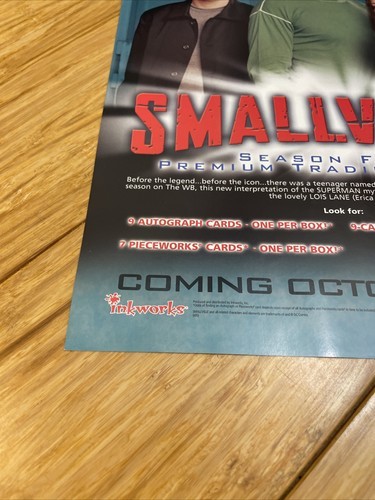 SMALLV
SEASON F
PREMIUM TRADI
Before the legend...before the icon...there was a teenager named
season on The WB, this new interpretation of the SUPERMAN my
the lovely LOIS LANE (Erica
Look for:
9 AUTOGRAPH CARDS - ONE PER BOX!* 9-CA
7 PIECEWORKS CARDS* - ONE PER BOX!*
COMING OCTO
inkworks